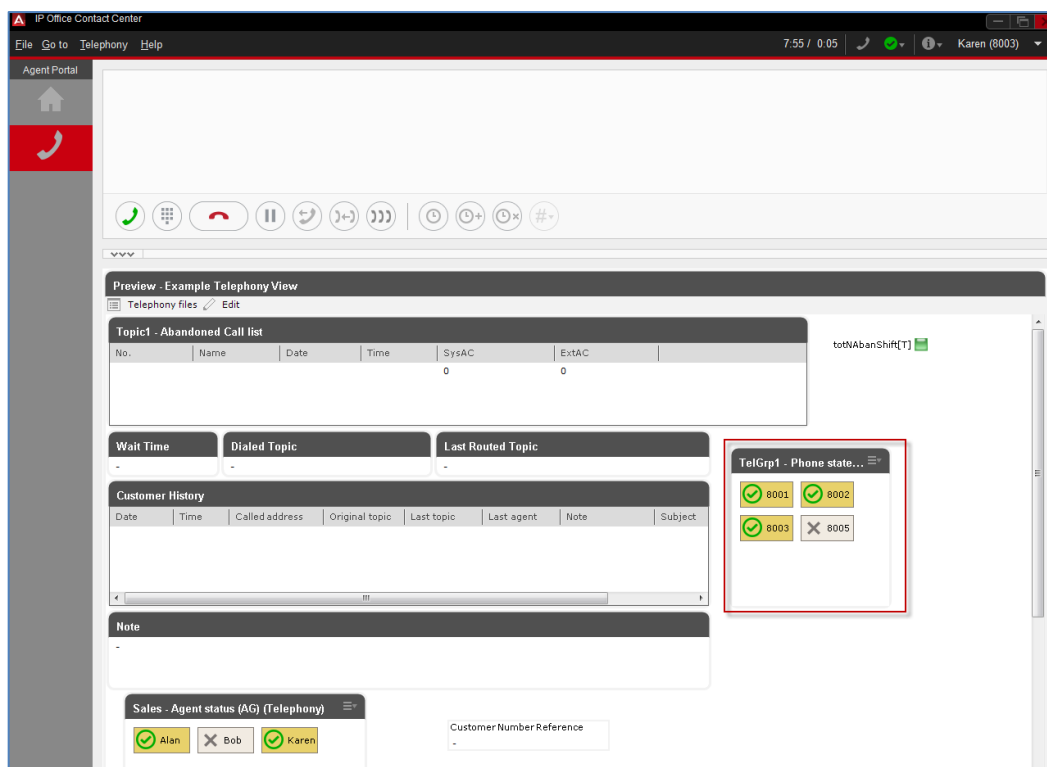 IP Office Contact Center
File Go to Telephony Help
7:55 / 0:05
Karen (8003)
Agent Portal
Preview - Example Telephony View
Telephony files Edit
Topic1 - Abandoned Call list
No. Name Date Time SysAC ExtAC
0 0
totNAbanShift[T]
Wait Time Dialed Topic Last Routed Topic
- - -
TelGrp1 - Phone state...
8001 8002
8003 8005
Customer History
Date Time Called address Original topic Last topic Last agent Note Subject
Note
-
Sales - Agent status (AG) (Telephony)
Alan Bob Karen
Customer Number Reference
-